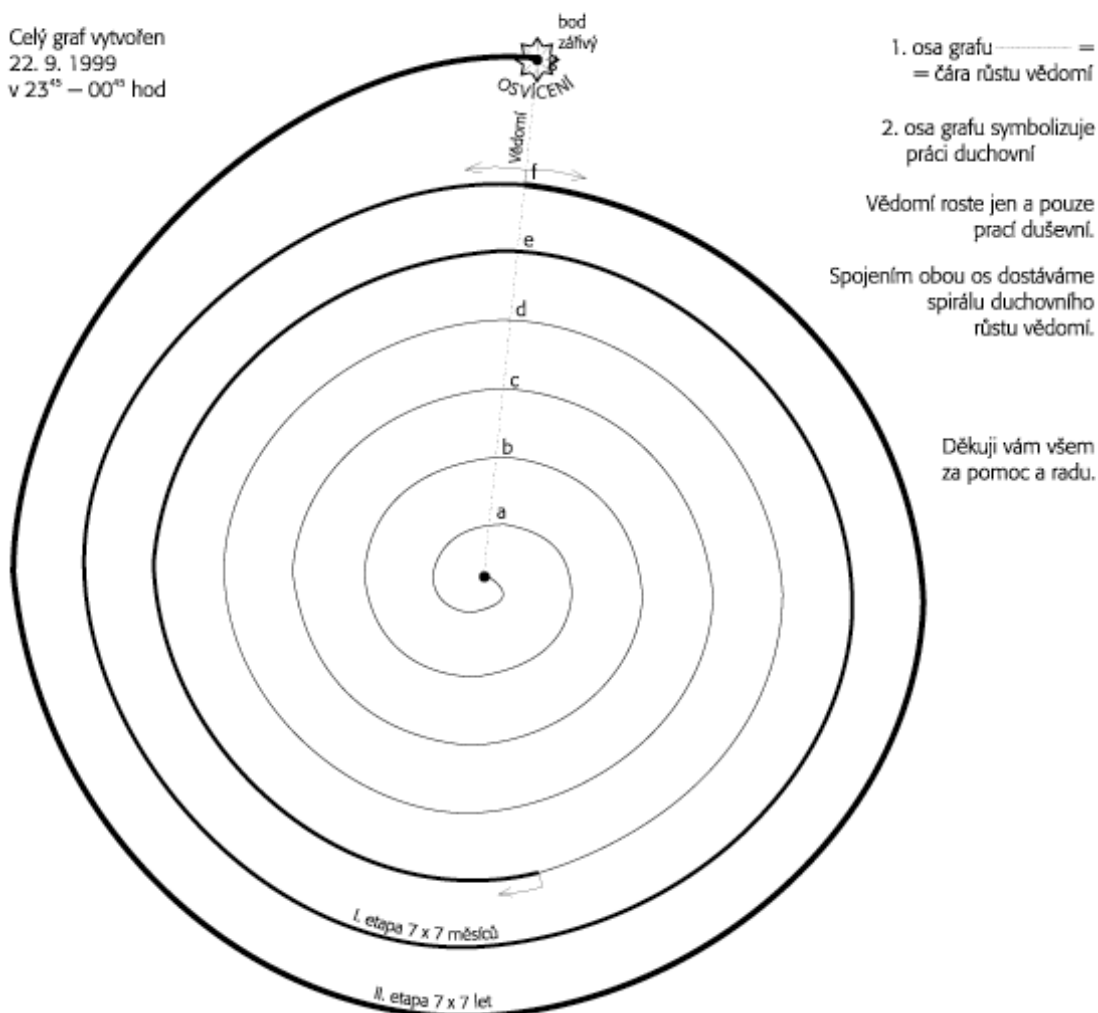 Celý graf vytvořen
22. 9. 1999
v 23⁴⁵ – 00⁴⁵ hod
bod
zářivý
OSVÍCENÍ
Vědomí
1. osa grafu ············ =
= čára růstu vědomí
2. osa grafu symbolizuje
práci duchovní
Vědomí roste jen a pouze
prací duševní.
Spojením obou os dostáváme
spirálu duchovního
růstu vědomí.
Děkuji vám všem
za pomoc a radu.
f
e
d
c
b
a
I. etapa 7 x 7 měsíců
II. etapa 7 x 7 let